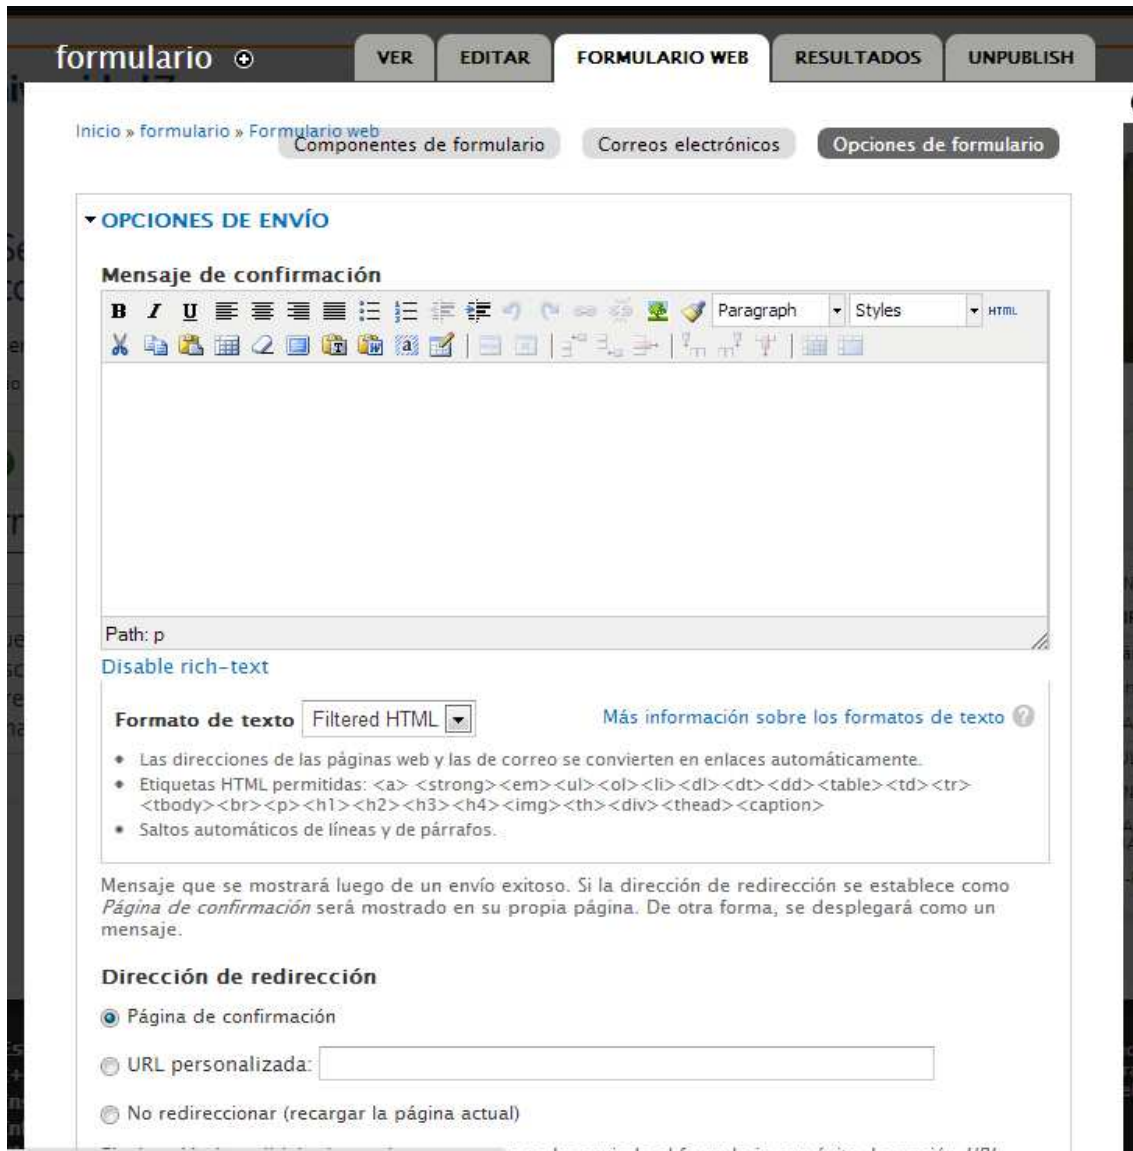 formulario
VER
EDITAR
FORMULARIO WEB
RESULTADOS
UNPUBLISH
Inicio » formulario » Formulario web
Componentes de formulario
Correos electrónicos
Opciones de formulario
OPCIONES DE ENVÍO
Mensaje de confirmación
B I U Paragraph Styles HTML
Path: p
Disable rich-text
Formato de texto Filtered HTML Más información sobre los formatos de texto ?
• Las direcciones de las páginas web y las de correo se convierten en enlaces automáticamente.
• Etiquetas HTML permitidas: <a> <strong><em><ul><ol><li><dl><dt><dd><table><td><tr>
<tbody><br><p><h1><h2><h3><h4><img><th><div><thead><caption>
• Saltos automáticos de líneas y de párrafos.
Mensaje que se mostrará luego de un envío exitoso. Si la dirección de redirección se establece como
Página de confirmación será mostrado en su propia página. De otra forma, se desplegará como un
mensaje.
Dirección de redirección
Página de confirmación
URL personalizada:
No redireccionar (recargar la página actual)